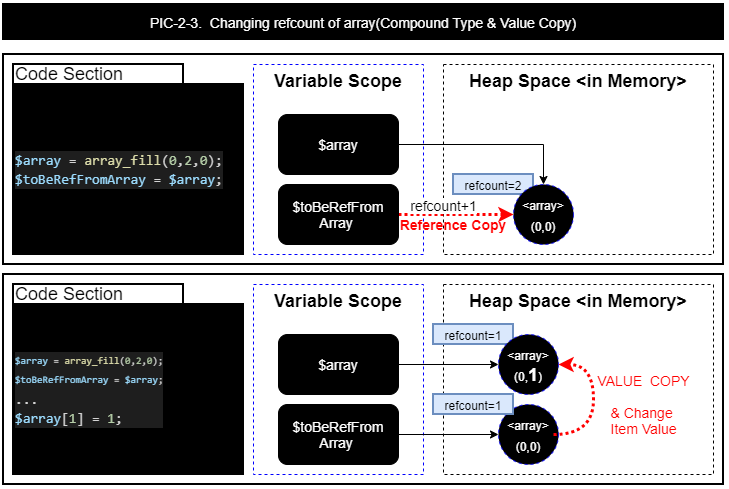 PIC-2-3.  Changing refcount of array(Compound Type & Value Copy)
Code Section
$array = array_fill(0,2,0);
$toBeRefFromArray = $array;
Variable Scope
$array
$toBeRefFrom
Array
Heap Space <in Memory>
refcount=2
refcount+1
Reference Copy
<array>
(0,0)
Code Section
$array = array_fill(0,2,0);
$toBeRefFromArray = $array;
...
$array[1] = 1;
Variable Scope
$array
$toBeRefFrom
Array
Heap Space <in Memory>
refcount=1
<array>
(0,1)
refcount=1
<array>
(0,0)
VALUE  COPY
& Change
Item Value